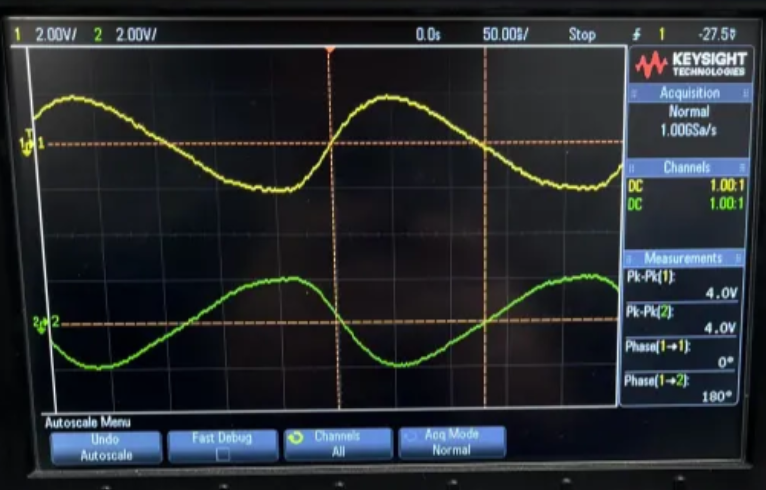 1 2.00V/ 2 2.00V/ 0.0s 50.00§/ Stop 1 -27.5
KEYSIGHT
TECHNOLOGIES
Acquisition
Normal
1.00GSa/s
Channels
DC 1.00:1
DC 1.00:1
Measurements
Pk-Pk(1):
4.0V
Pk-Pk(2):
4.0V
Phase(1→1):
0°
Phase(1→2):
180°
1
2
Autoscale Menu
Undo
Autoscale
Fast Debug
Channels
All
Acq Mode
Normal